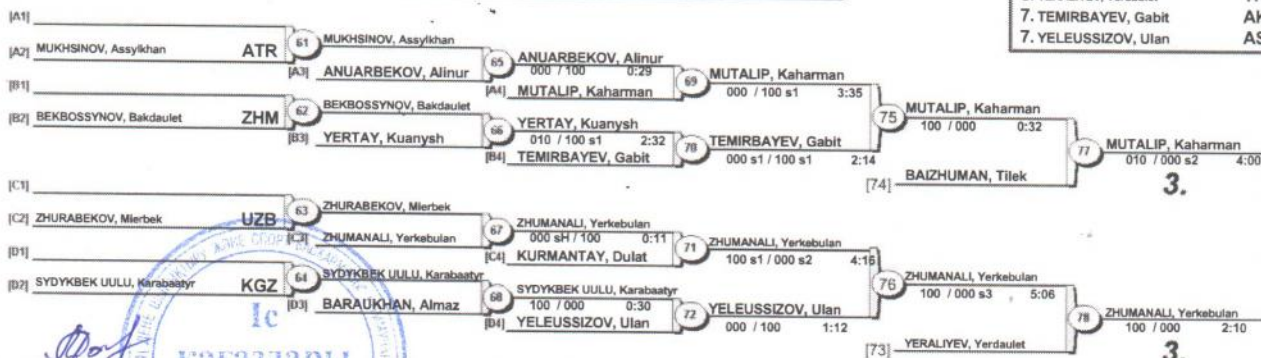 7. TEMIRBAYEV, Gabit
7. YELEUSSIZOV, Ulan AS
[A1]
[A2] MUKHSINOV, Assylkhan ATR
61 MUKHSINOV, Assylkhan
[A3] ANUARBEKOV, Alinur
65 ANUARBEKOV, Alinur
000 / 100 0:29
[A4] MUTALIP, Kaharman
69 MUTALIP, Kaharman
000 / 100 s1 3:35
[B1]
[B2] BEKBOSSYNOV, Bakdaulet ZHM
62 BEKBOSSYNOV, Bakdaulet
[B3] YERTAY, Kuanysh
66 YERTAY, Kuanysh
010 / 100 s1 2:32
[B4] TEMIRBAYEV, Gabit
70 TEMIRBAYEV, Gabit
000 s1 / 100 s1 2:14
75 MUTALIP, Kaharman
100 / 000 0:32
[74] BAIZHUMAN, Tilek
77 MUTALIP, Kaharman
010 / 000 s2 4:00
3.
[C1]
[C2] ZHURABEKOV, Mierbek UZB
63 ZHURABEKOV, Mierbek
[C3] ZHUMANALI, Yerkebulan
67 ZHUMANALI, Yerkebulan
000 sH / 100 0:11
[C4] KURMANTAY, Dulat
71 ZHUMANALI, Yerkebulan
100 s1 / 000 s2 4:15
[D1]
[D2] SYDYKBEK UULU, Karabaatyr KGZ
64 SYDYKBEK UULU, Karabaatyr
[D3] BARAUKHAN, Almaz
68 SYDYKBEK UULU, Karabaatyr
100 / 000 0:30
[D4] YELEUSSIZOV, Ulan
72 YELEUSSIZOV, Ulan
000 / 100 1:12
76 ZHUMANALI, Yerkebulan
100 / 000 s3 5:06
[73] YERALIYEV, Yerdaulet
78 ZHUMANALI, Yerkebulan
100 / 000 2:10
3.
Іс
қағаздары